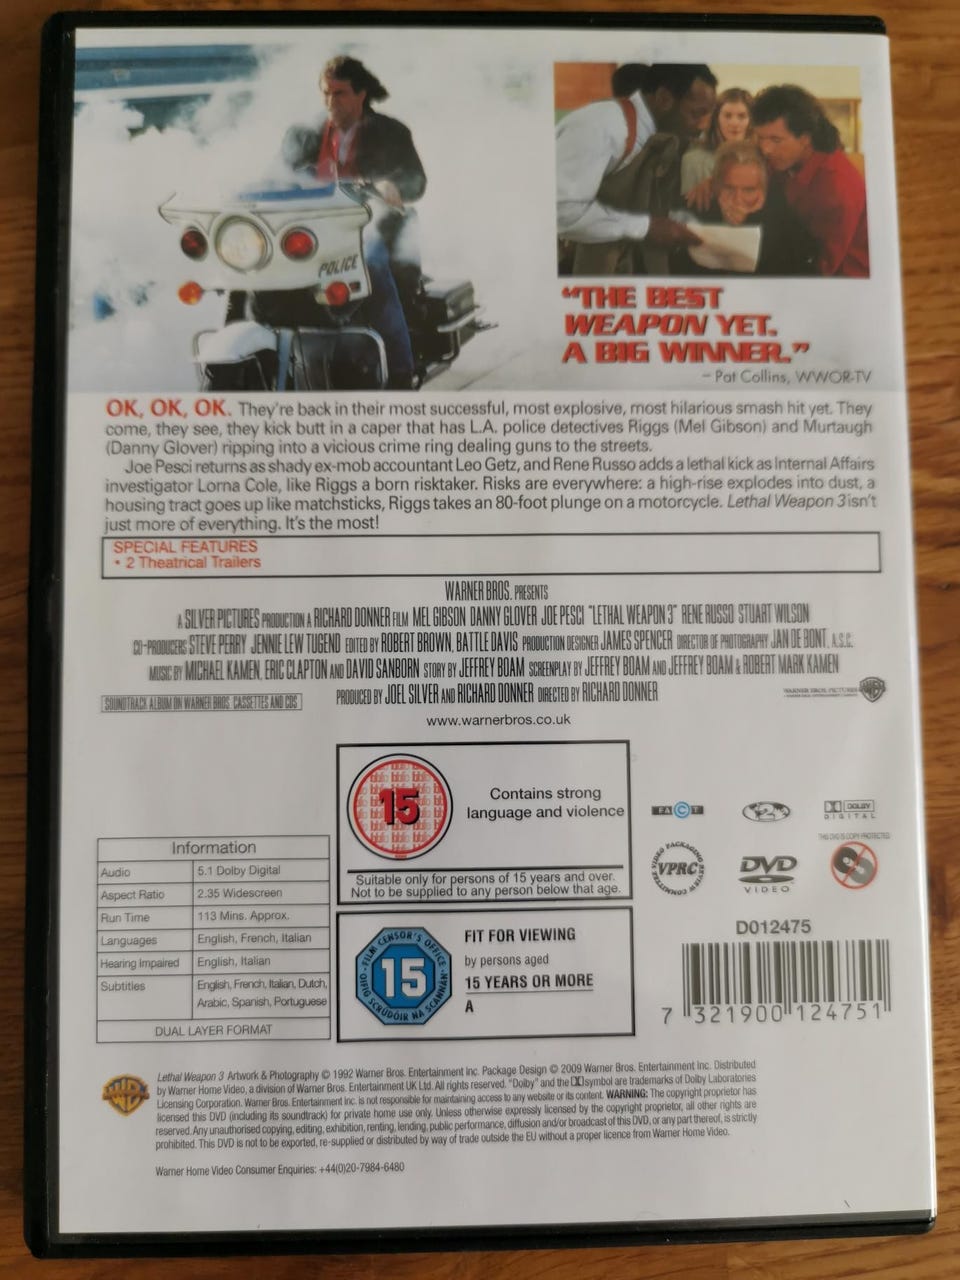 POLICE
"THE BEST
WEAPON YET.
A BIG WINNER."
– Pat Collins, WWOR-TV
OK, OK, OK. They're back in their most successful, most explosive, most hilarious smash hit yet. They
come, they see, they kick butt in a caper that has L.A. police detectives Riggs (Mel Gibson) and Murtaugh
(Danny Glover) ripping into a vicious crime ring dealing guns to the streets.
Joe Pesci returns as shady ex-mob accountant Leo Getz, and Rene Russo adds a lethal kick as Internal Affairs
investigator Lorna Cole, like Riggs a born risktaker. Risks are everywhere: a high-rise explodes into dust, a
housing tract goes up like matchsticks, Riggs takes an 80-foot plunge on a motorcycle. Lethal Weapon 3 isn't
just more of everything. It's the most!
SPECIAL FEATURES
• 2 Theatrical Trailers
WARNER BROS. PRESENTS
A SILVER PICTURES PRODUCTION A RICHARD DONNER FILM MEL GIBSON DANNY GLOVER JOE PESCI "LETHAL WEAPON 3" RENE RUSSO STUART WILSON
CO-PRODUCERS STEVE PERRY JENNIE LEW TUGEND EDITED BY ROBERT BROWN, BATTLE DAVIS PRODUCTION DESIGNER JAMES SPENCER DIRECTOR OF PHOTOGRAPHY JAN DE BONT, A.S.C.
MUSIC BY MICHAEL KAMEN, ERIC CLAPTON AND DAVID SANBORN STORY BY JEFFREY BOAM SCREENPLAY BY JEFFREY BOAM AND JEFFREY BOAM & ROBERT MARK KAMEN
SOUNDTRACK ALBUM ON WARNER BROS. CASSETTES AND CDS
PRODUCED BY JOEL SILVER AND RICHARD DONNER DIRECTED BY RICHARD DONNER
WARNER BROS. PICTURES
www.warnerbros.co.uk
15
Contains strong
language and violence
Suitable only for persons of 15 years and over.
Not to be supplied to any person below that age.
FACT
2
DOLBY
DIGITAL
THIS DVD IS COPY PROTECTED
VIDEO PACKAGING REVIEW COMMITTEE
VPRC
DVD
VIDEO
Information
Audio 5.1 Dolby Digital
Aspect Ratio 2.35 Widescreen
Run Time 113 Mins. Approx.
Languages English, French, Italian
Hearing Impaired English, Italian
Subtitles English, French, Italian, Dutch,
Arabic, Spanish, Portuguese
DUAL LAYER FORMAT
FILM CENSOR'S OFFICE
15
OIFIG SCRÚDÓIR NA SCANNÁN
FIT FOR VIEWING
by persons aged
15 YEARS OR MORE
A
D012475
7 321900 124751
Lethal Weapon 3 Artwork & Photography © 1992 Warner Bros. Entertainment Inc. Package Design © 2009 Warner Bros. Entertainment Inc. Distributed
by Warner Home Video, a division of Warner Bros. Entertainment UK Ltd. All rights reserved. "Dolby" and the symbol are trademarks of Dolby Laboratories
Licensing Corporation. Warner Bros. Entertainment Inc. is not responsible for maintaining access to any website or its content. WARNING: The copyright proprietor has
licensed this DVD (including its soundtrack) for private home use only. Unless otherwise expressly licensed by the copyright proprietor, all other rights are
reserved. Any unauthorised copying, editing, exhibition, renting, lending, public performance, diffusion and/or broadcast of this DVD, or any part thereof, is strictly
prohibited. This DVD is not to be exported, re-supplied or distributed by way of trade outside the EU without a proper licence from Warner Home Video.
Warner Home Video Consumer Enquiries: +44(0)20-7984-6480